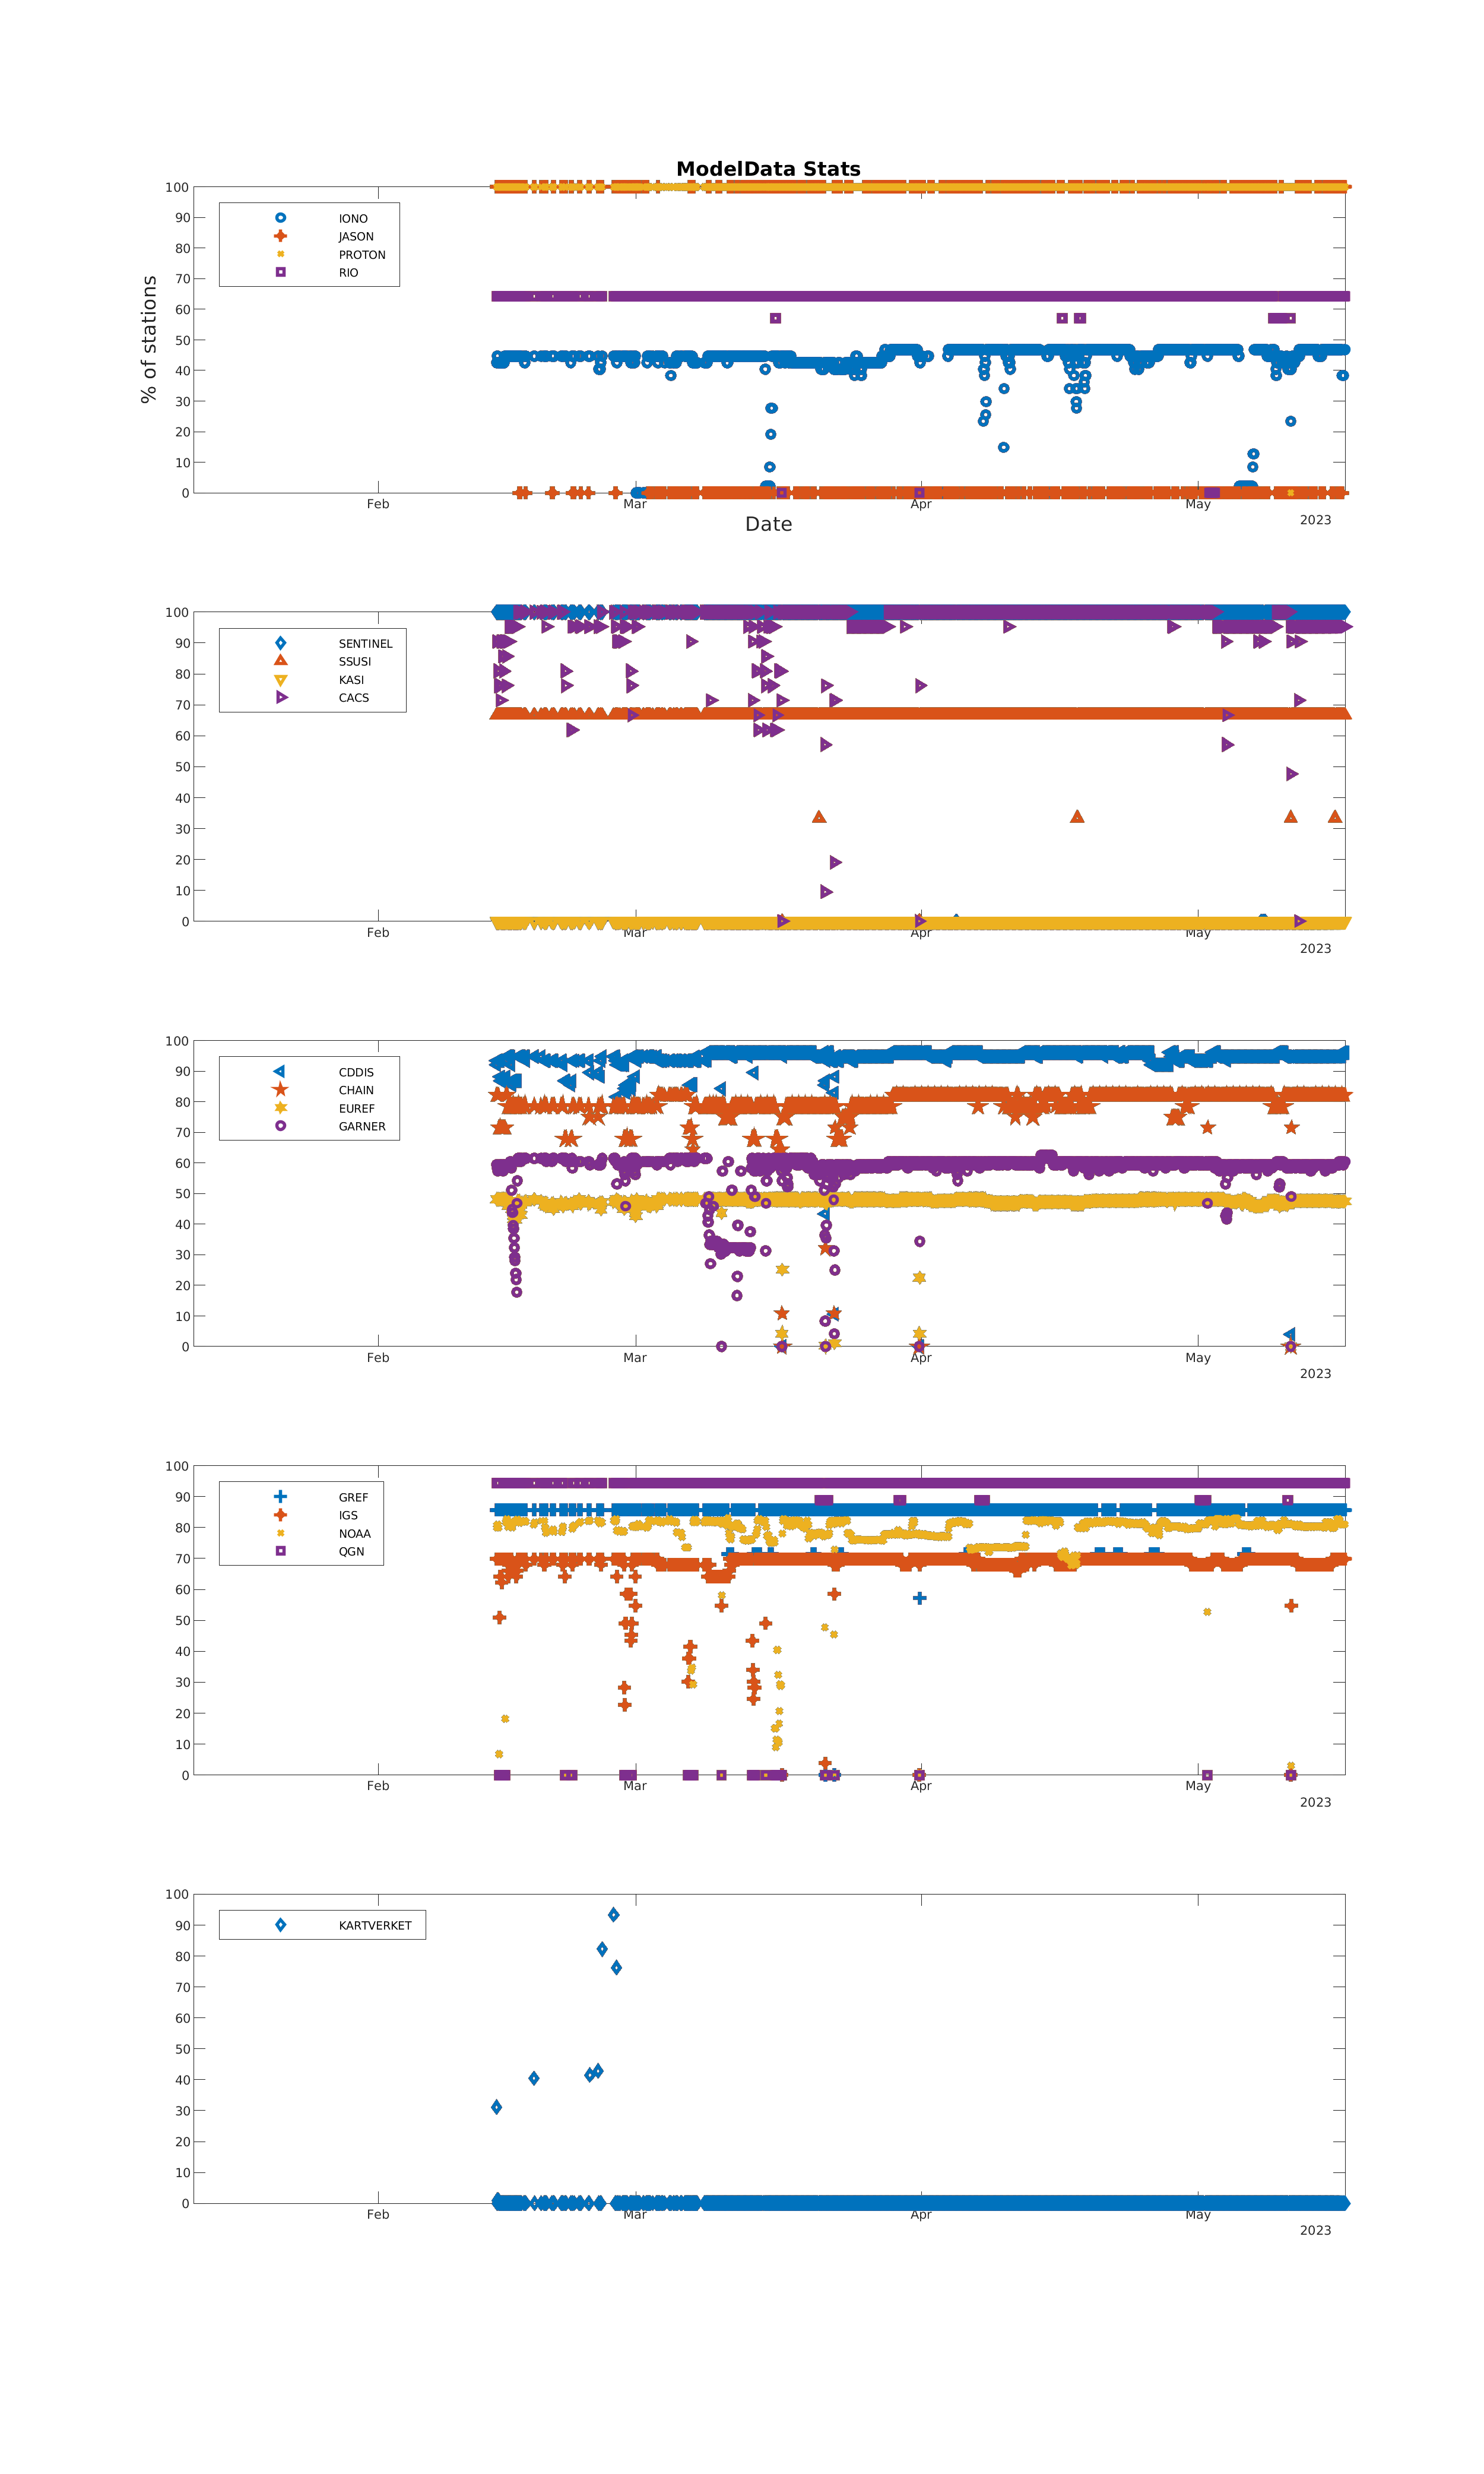 ModelData Stats
100
90
80
70
60
50
40
30
20
10
0
% of stations
IONO
JASON
PROTON
RIO
Feb
Mar
Apr
May
2023
Date
100
90
80
70
60
50
40
30
20
10
0
SENTINEL
SSUSI
KASI
CACS
Feb
Mar
Apr
May
2023
100
90
80
70
60
50
40
30
20
10
0
CDDIS
CHAIN
EUREF
GARNER
Feb
Mar
Apr
May
2023
100
90
80
70
60
50
40
30
20
10
0
GREF
IGS
NOAA
QGN
Feb
Mar
Apr
May
2023
100
90
80
70
60
50
40
30
20
10
0
KARTVERKET
Feb
Mar
Apr
May
2023